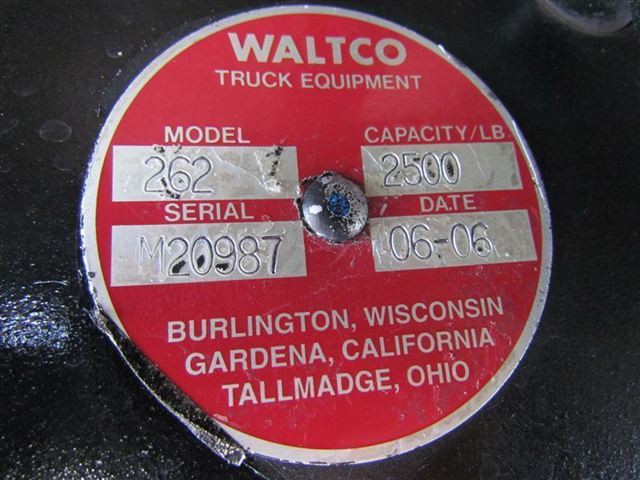 WALTCO
TRUCK EQUIPMENT
MODEL CAPACITY/LB.
262 2500
SERIAL DATE
M20987 06-06
BURLINGTON, WISCONSIN
GARDENA, CALIFORNIA
TALLMADGE, OHIO